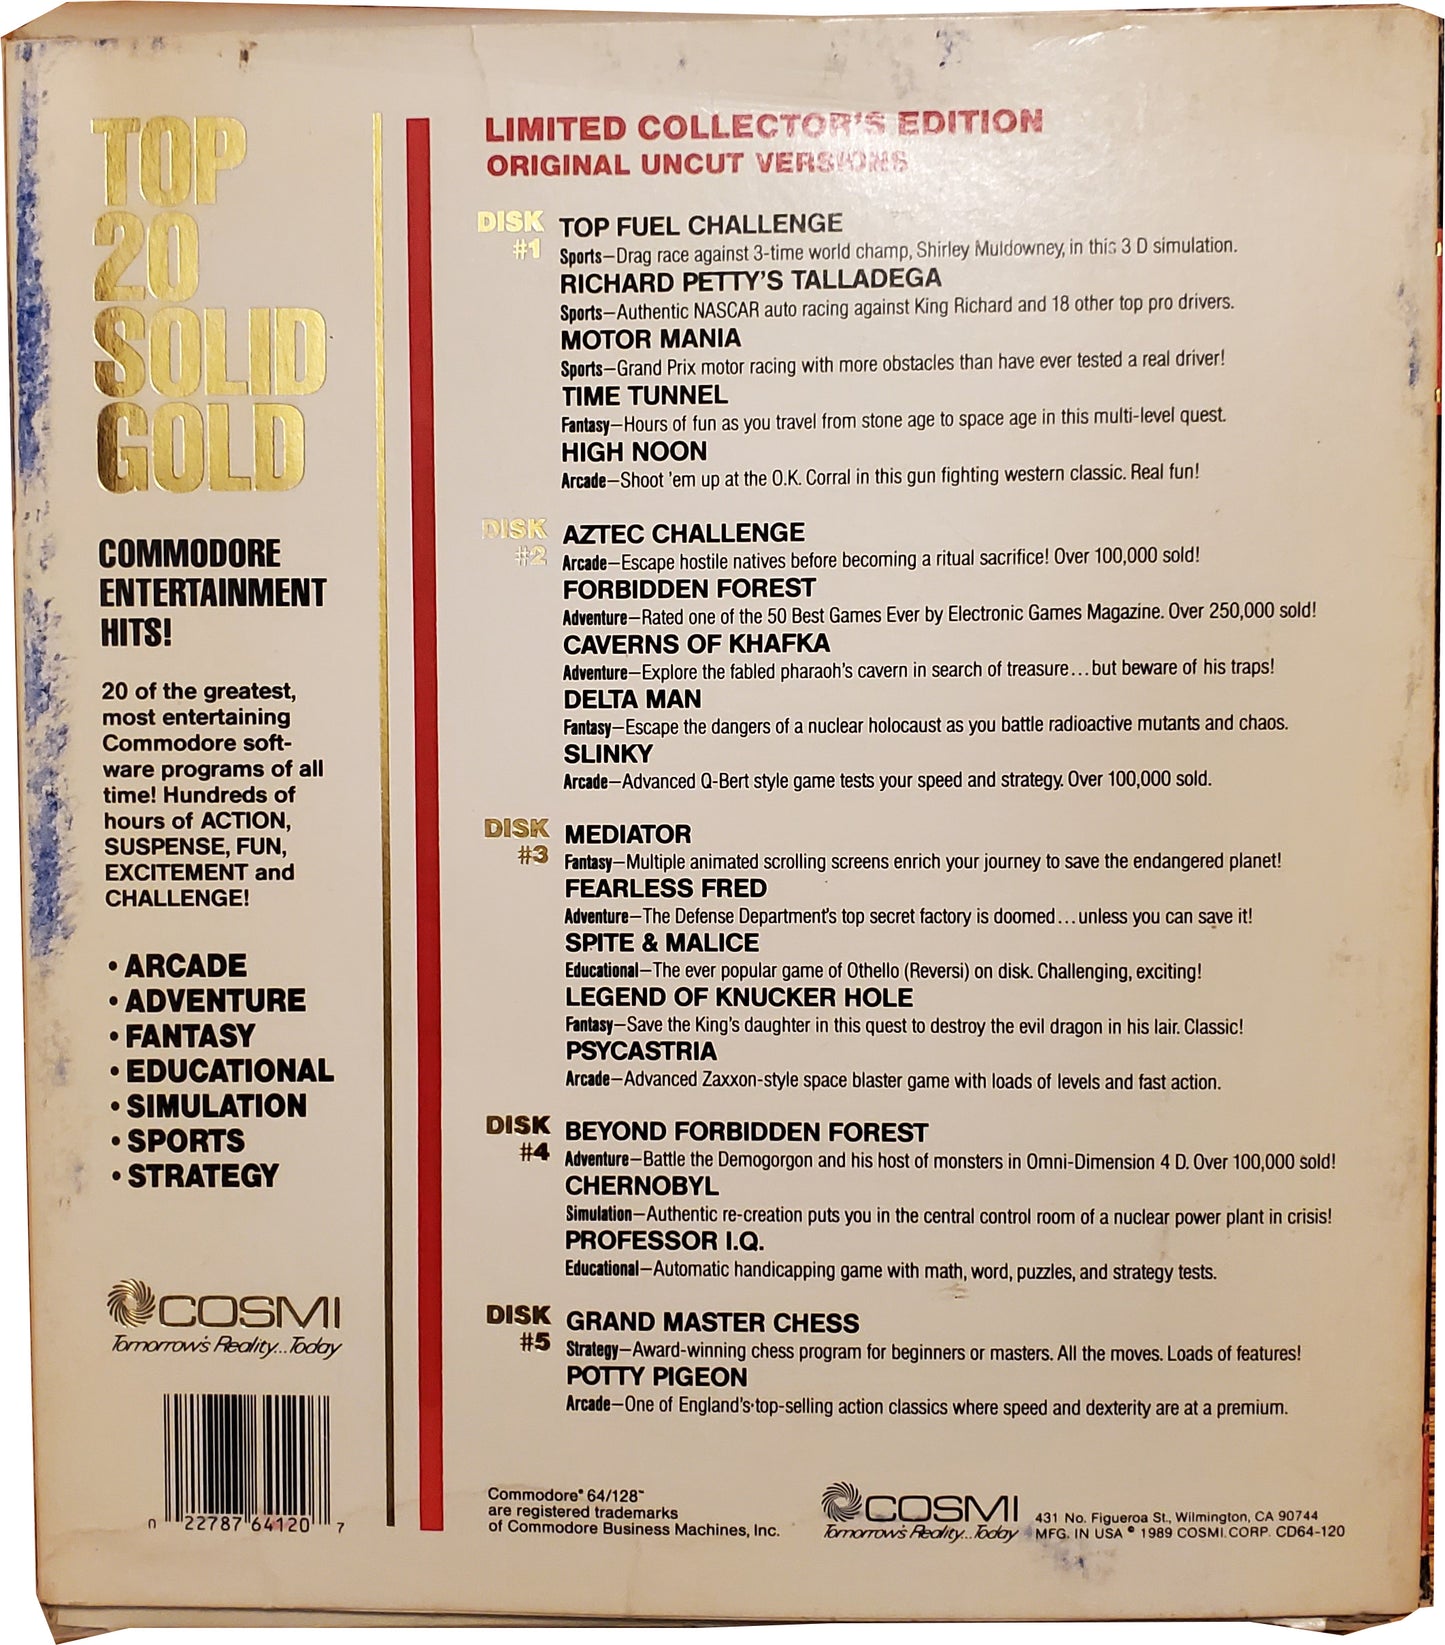 TOP
20
SOLID
GOLD
COMMODORE
ENTERTAINMENT
HITS!
20 of the greatest,
most entertaining
Commodore soft-
ware programs of all
time! Hundreds of
hours of ACTION,
SUSPENSE, FUN,
EXCITEMENT and
CHALLENGE!
• ARCADE
• ADVENTURE
• FANTASY
• EDUCATIONAL
• SIMULATION
• SPORTS
• STRATEGY
COSMI
Tomorrow's Reality...Today
0 22787 64120 7
LIMITED COLLECTOR'S EDITION
ORIGINAL UNCUT VERSIONS
DISK
#1
TOP FUEL CHALLENGE
Sports—Drag race against 3-time world champ, Shirley Muldowney, in this 3 D simulation.
RICHARD PETTY'S TALLADEGA
Sports—Authentic NASCAR auto racing against King Richard and 18 other top pro drivers.
MOTOR MANIA
Sports—Grand Prix motor racing with more obstacles than have ever tested a real driver!
TIME TUNNEL
Fantasy—Hours of fun as you travel from stone age to space age in this multi-level quest.
HIGH NOON
Arcade—Shoot 'em up at the O.K. Corral in this gun fighting western classic. Real fun!
DISK
#2
AZTEC CHALLENGE
Arcade—Escape hostile natives before becoming a ritual sacrifice! Over 100,000 sold!
FORBIDDEN FOREST
Adventure—Rated one of the 50 Best Games Ever by Electronic Games Magazine. Over 250,000 sold!
CAVERNS OF KHAFKA
Adventure—Explore the fabled pharaoh's cavern in search of treasure...but beware of his traps!
DELTA MAN
Fantasy—Escape the dangers of a nuclear holocaust as you battle radioactive mutants and chaos.
SLINKY
Arcade—Advanced Q-Bert style game tests your speed and strategy. Over 100,000 sold.
DISK
#3
MEDIATOR
Fantasy—Multiple animated scrolling screens enrich your journey to save the endangered planet!
FEARLESS FRED
Adventure—The Defense Department's top secret factory is doomed...unless you can save it!
SPITE & MALICE
Educational—The ever popular game of Othello (Reversi) on disk. Challenging, exciting!
LEGEND OF KNUCKER HOLE
Fantasy—Save the King's daughter in this quest to destroy the evil dragon in his lair. Classic!
PSYCASTRIA
Arcade—Advanced Zaxxon-style space blaster game with loads of levels and fast action.
DISK
#4
BEYOND FORBIDDEN FOREST
Adventure—Battle the Demogorgon and his host of monsters in Omni-Dimension 4 D. Over 100,000 sold!
CHERNOBYL
Simulation—Authentic re-creation puts you in the central control room of a nuclear power plant in crisis!
PROFESSOR I.Q.
Educational—Automatic handicapping game with math, word, puzzles, and strategy tests.
DISK
#5
GRAND MASTER CHESS
Strategy—Award-winning chess program for beginners or masters. All the moves. Loads of features!
POTTY PIGEON
Arcade—One of England's top-selling action classics where speed and dexterity are at a premium.
Commodore® 64/128™
are registered trademarks
of Commodore Business Machines, Inc.
COSMI
Tomorrow's Reality...Today
431 No. Figueroa St., Wilmington, CA 90744
MFG. IN USA © 1989 COSMI CORP. CD64-120